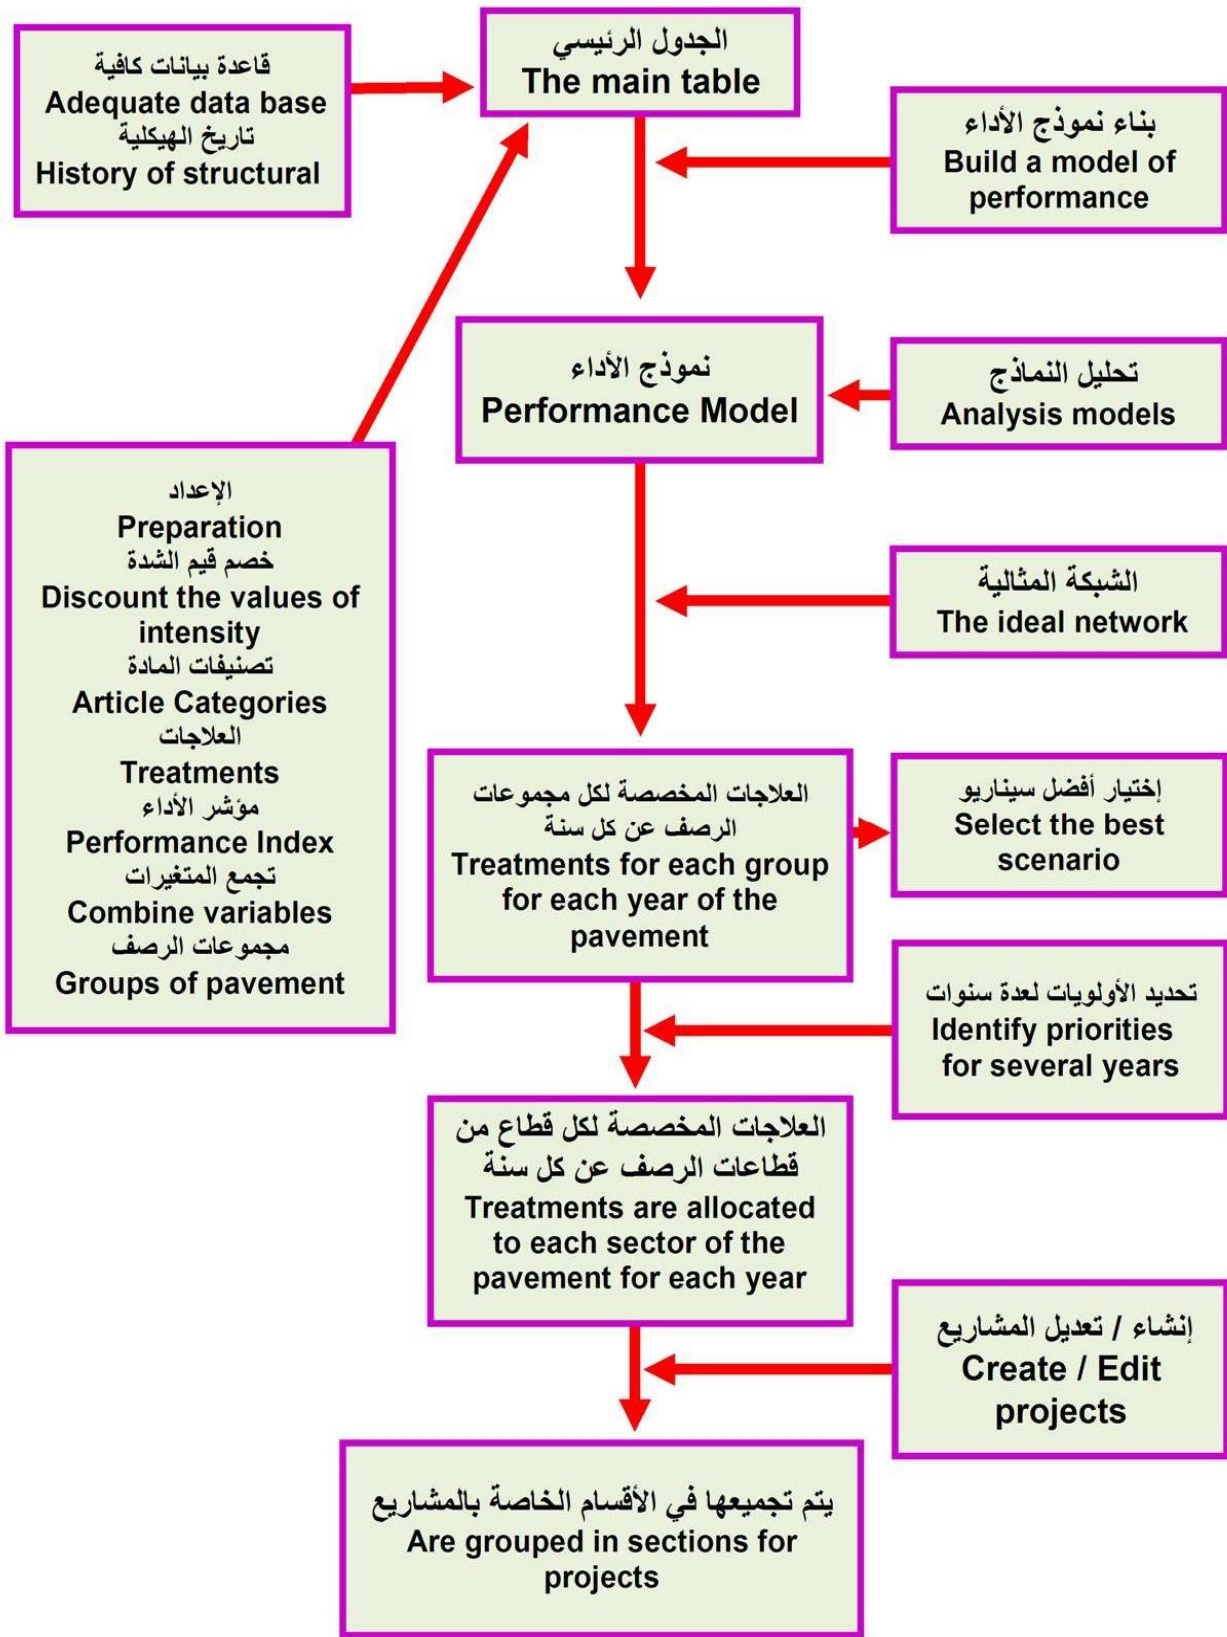 الجدول الرئيسي
The main table
قاعدة بيانات كافية
Adequate data base
تاريخ الهيكلية
History of structural
بناء نموذج الأداء
Build a model of
performance
نموذج الأداء
Performance Model
تحليل النماذج
Analysis models
الإعداد
Preparation
خصم قيم الشدة
Discount the values of
intensity
تصنيفات المادة
Article Categories
العلاجات
Treatments
مؤشر الأداء
Performance Index
تجمع المتغيرات
Combine variables
مجموعات الرصف
Groups of pavement
الشبكة المثالية
The ideal network
العلاجات المخصصة لكل مجموعات
الرصف عن كل سنة
Treatments for each group
for each year of the
pavement
إختيار أفضل سيناريو
Select the best
scenario
تحديد الأولويات لعدة سنوات
Identify priorities
for several years
العلاجات المخصصة لكل قطاع من
قطاعات الرصف عن كل سنة
Treatments are allocated
to each sector of the
pavement for each year
إنشاء / تعديل المشاريع
Create / Edit
projects
يتم تجميعها في الأقسام الخاصة بالمشاريع
Are grouped in sections for
projects